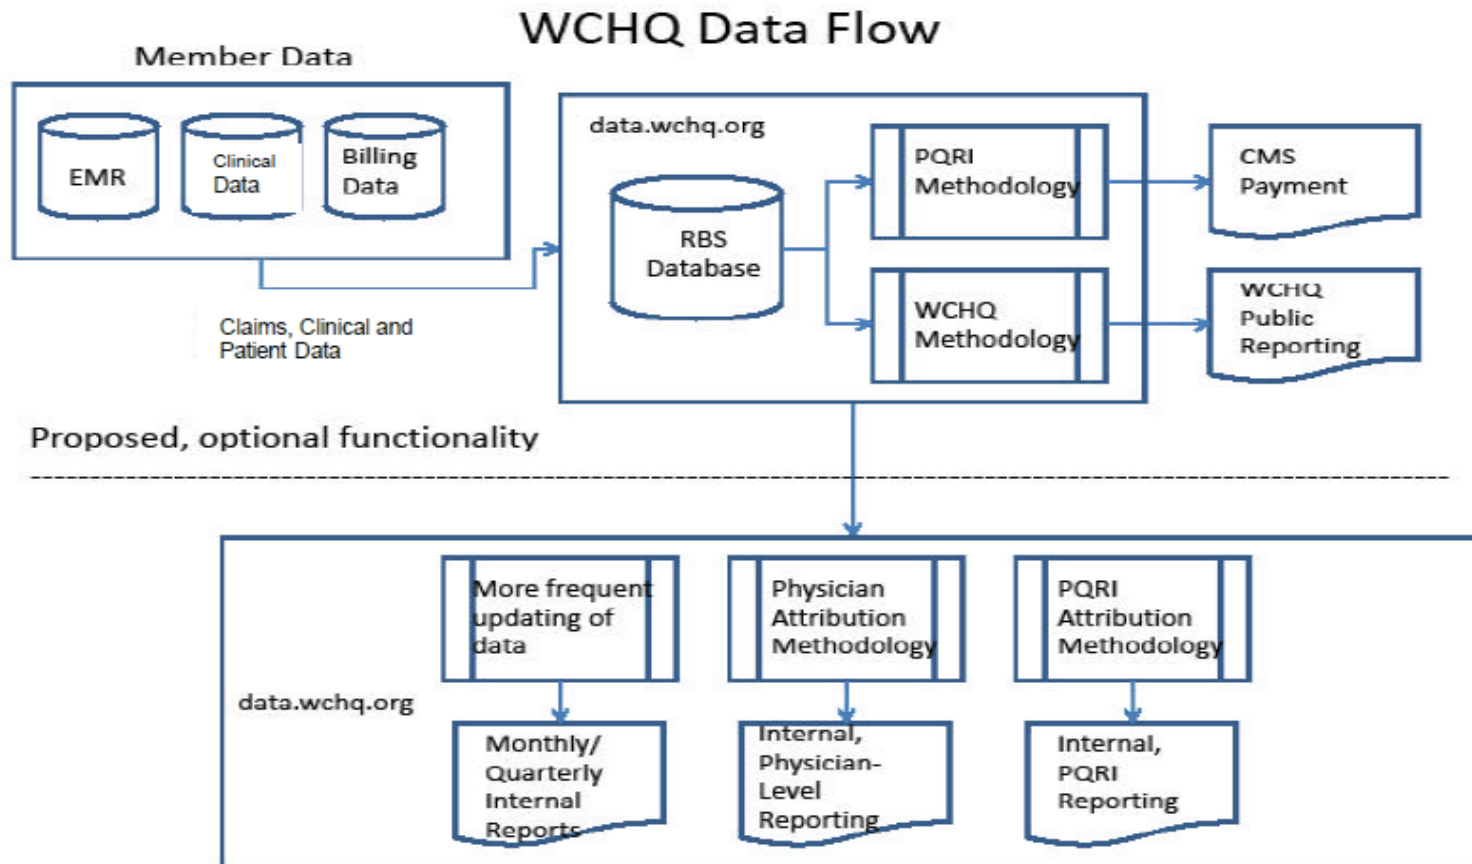 WCHQ Data Flow
Member Data
EMR
Clinical
Data
Billing
Data
Claims, Clinical and
Patient Data
data.wchq.org
RBS
Database
PQRI
Methodology
CMS
Payment
WCHQ
Methodology
WCHQ
Public
Reporting
Proposed, optional functionality
data.wchq.org
More frequent
updating of
data
Physician
Attribution
Methodology
PQRI
Attribution
Methodology
Monthly/
Quarterly
Internal
Reports
Internal,
Physician-
Level
Reporting
Internal,
PQRI
Reporting